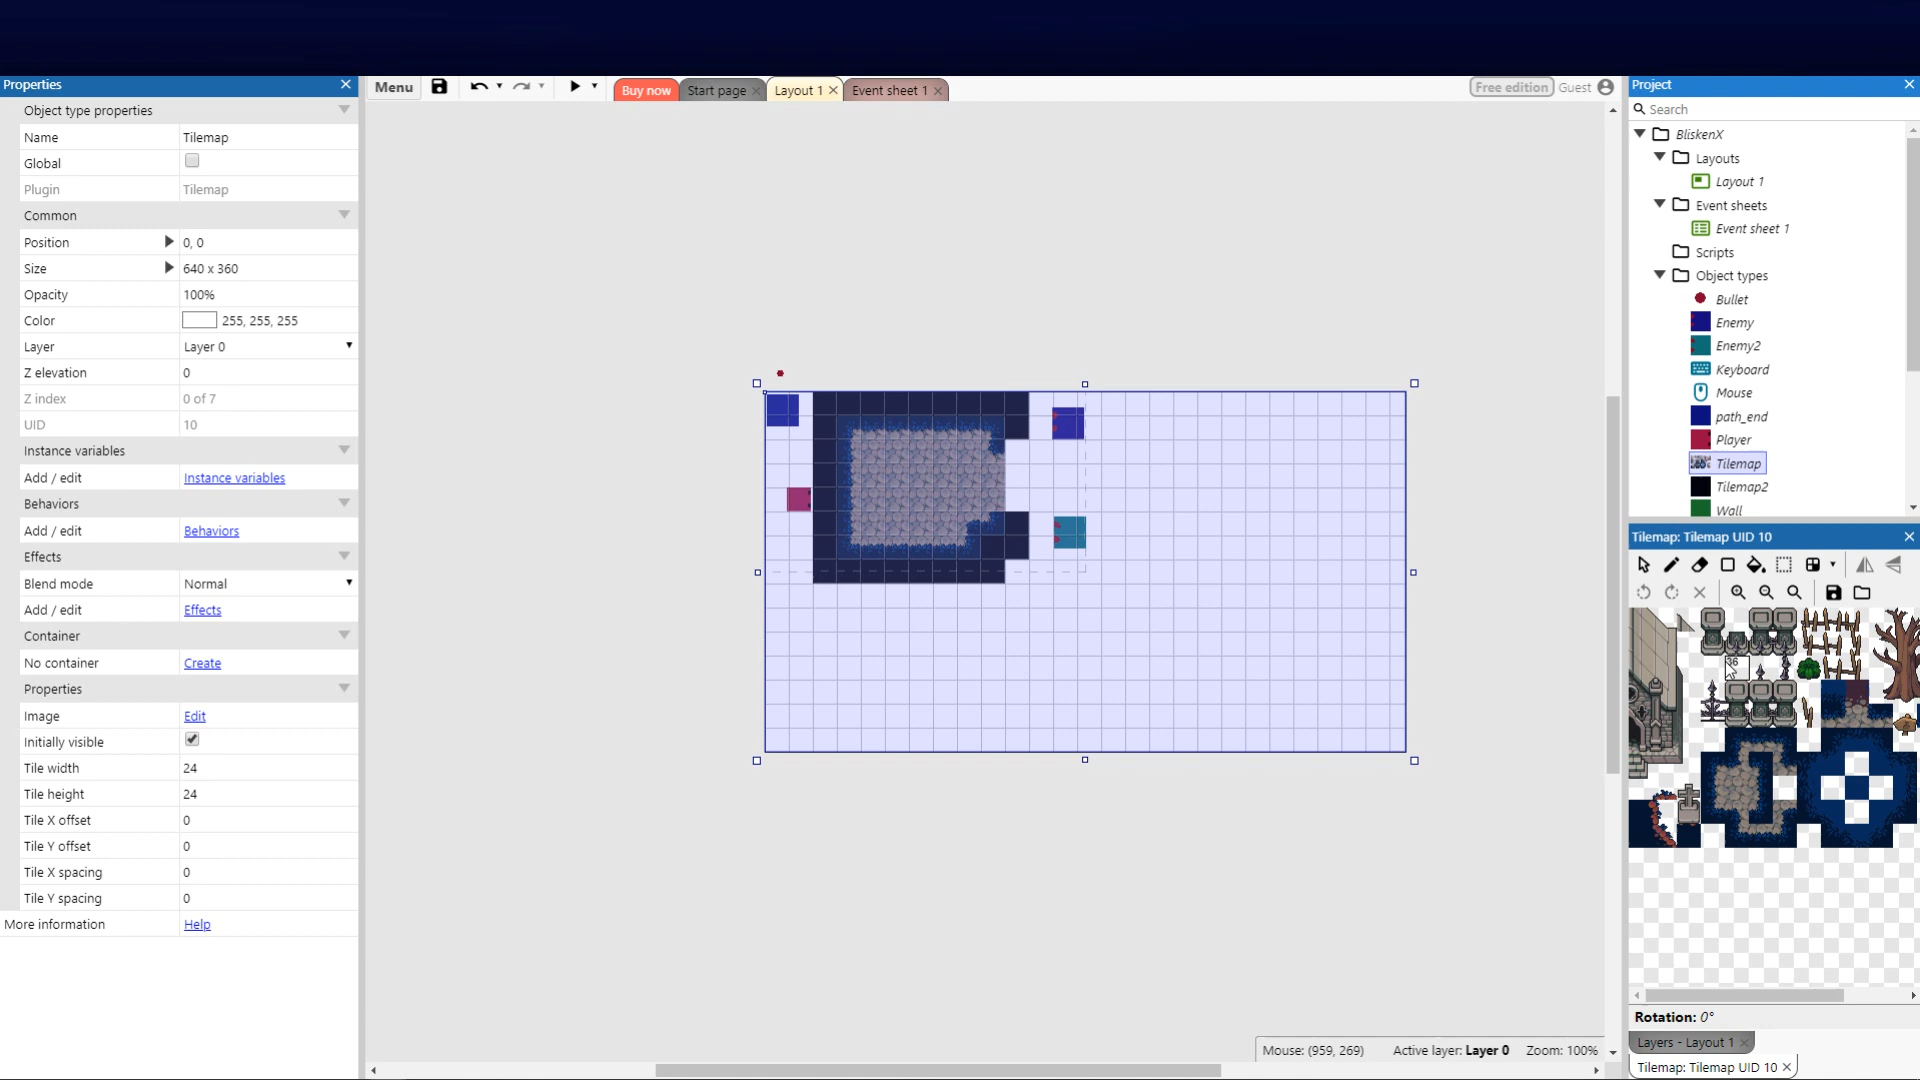 Properties
Object type properties
Name Tilemap
Global
Plugin Tilemap
Common
Position 0, 0
Size 640 x 360
Opacity 100%
Color 255, 255, 255
Layer Layer 0
Z elevation 0
Z index 0 of 7
UID 10
Instance variables
Add / edit Instance variables
Behaviors
Add / edit Behaviors
Effects
Blend mode Normal
Add / edit Effects
Container
No container Create
Properties
Image Edit
Initially visible
Tile width 24
Tile height 24
Tile X offset 0
Tile Y offset 0
Tile X spacing 0
Tile Y spacing 0
More information Help
Menu
Buy now
Start page
Layout 1
Event sheet 1
Free edition Guest
Mouse: (959, 269) Active layer: Layer 0 Zoom: 100%
Project
Search
BliskenX
Layouts
Layout 1
Event sheets
Event sheet 1
Scripts
Object types
Bullet
Enemy
Enemy2
Keyboard
Mouse
path_end
Player
Tilemap
Tilemap2
Wall
Tilemap: Tilemap UID 10
36
Rotation: 0°
Layers - Layout 1
Tilemap: Tilemap UID 10